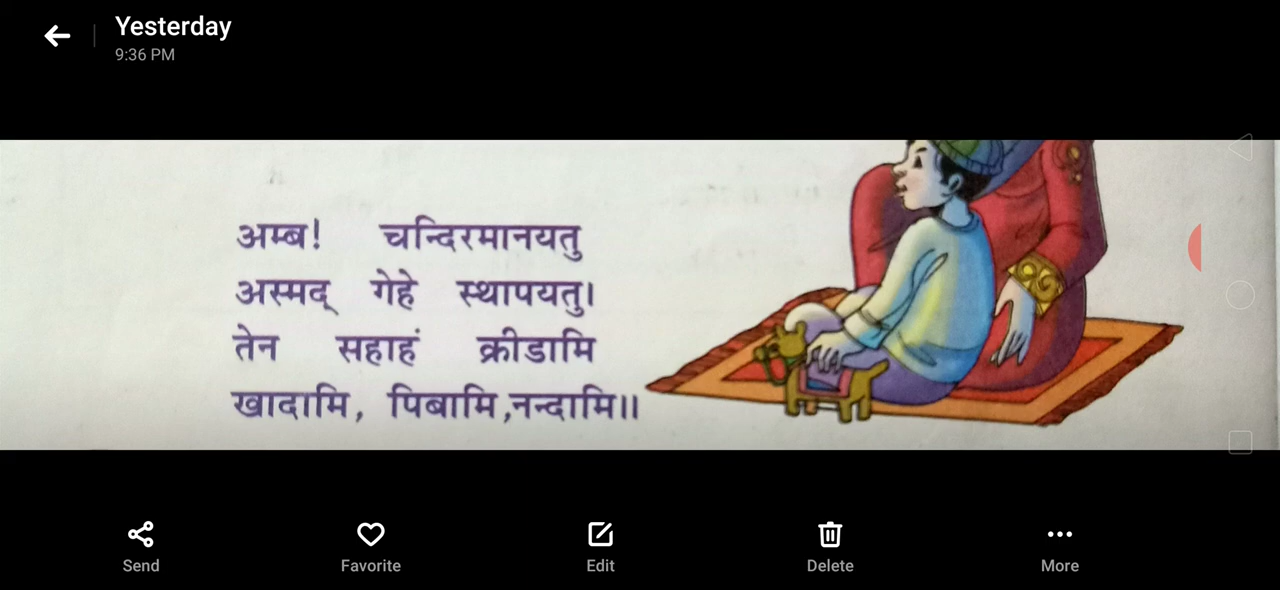 Yesterday
9:36 PM
अम्ब! चन्दिरमानयतु
अस्मद् गेहे स्थापयतु।
तेन सहाहं क्रीडामि
खादामि, पिबामि,नन्दामि॥
Send Favorite Edit Delete More